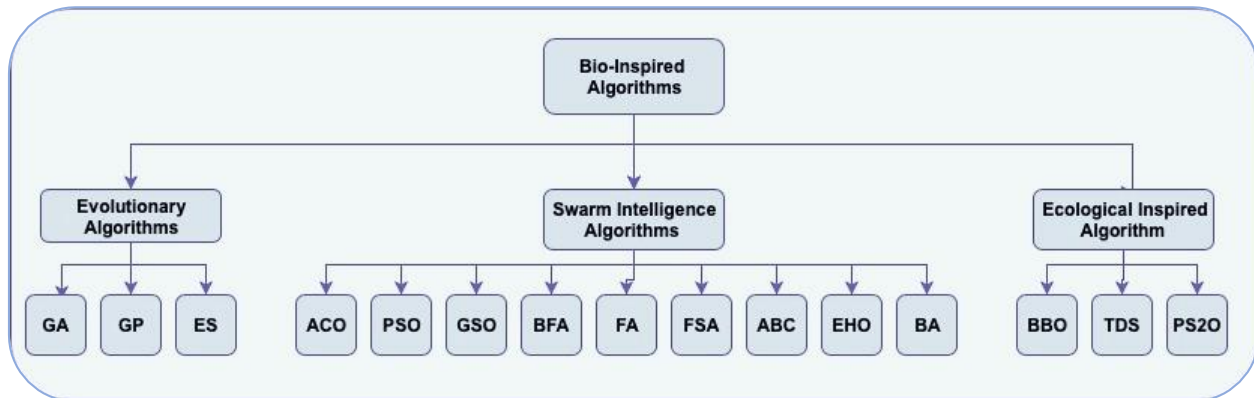 Bio-Inspired
Algorithms
Evolutionary
Algorithms
Swarm Intelligence
Algorithms
Ecological Inspired
Algorithm
GA
GP
ES
ACO
PSO
GSO
BFA
FA
FSA
ABC
EHO
BA
BBO
TDS
PS2O